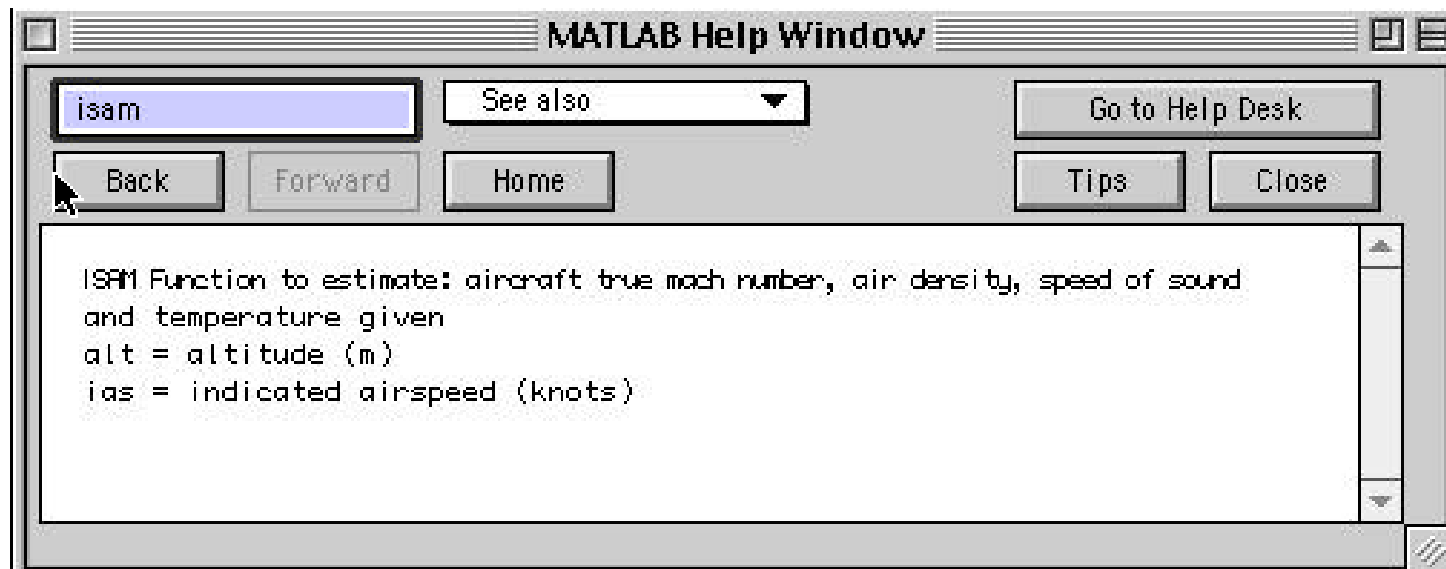 MATLAB Help Window
isam
See also
Go to Help Desk
Back
Forward
Home
Tips
Close
ISAM Function to estimate: aircraft true mach number, air density, speed of sound
and temperature given
alt = altitude (m)
ias = indicated airspeed (knots)